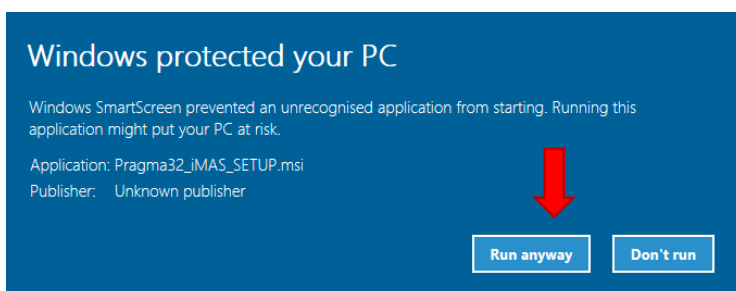 Windows protected your PC
Windows SmartScreen prevented an unrecognised application from starting. Running this
application might put your PC at risk.
Application: Pragma32_iMAS_SETUP.msi
Publisher: Unknown publisher
Run anyway Don't run